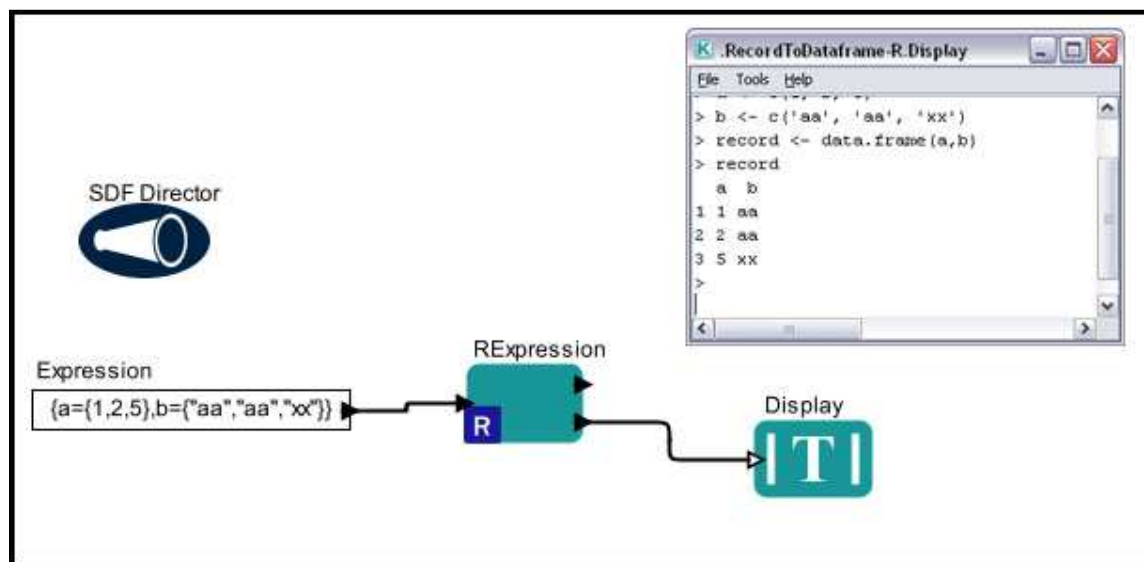 .RecordToDataframe-R.Display
File Tools Help
> b <- c('aa', 'aa', 'xx')
> record <- data.frame(a,b)
> record
a b
1 1 aa
2 2 aa
3 5 xx
>
SDF Director
RExpression
R
Expression
{a={1,2,5},b={"aa","aa","xx"}}
Display
T